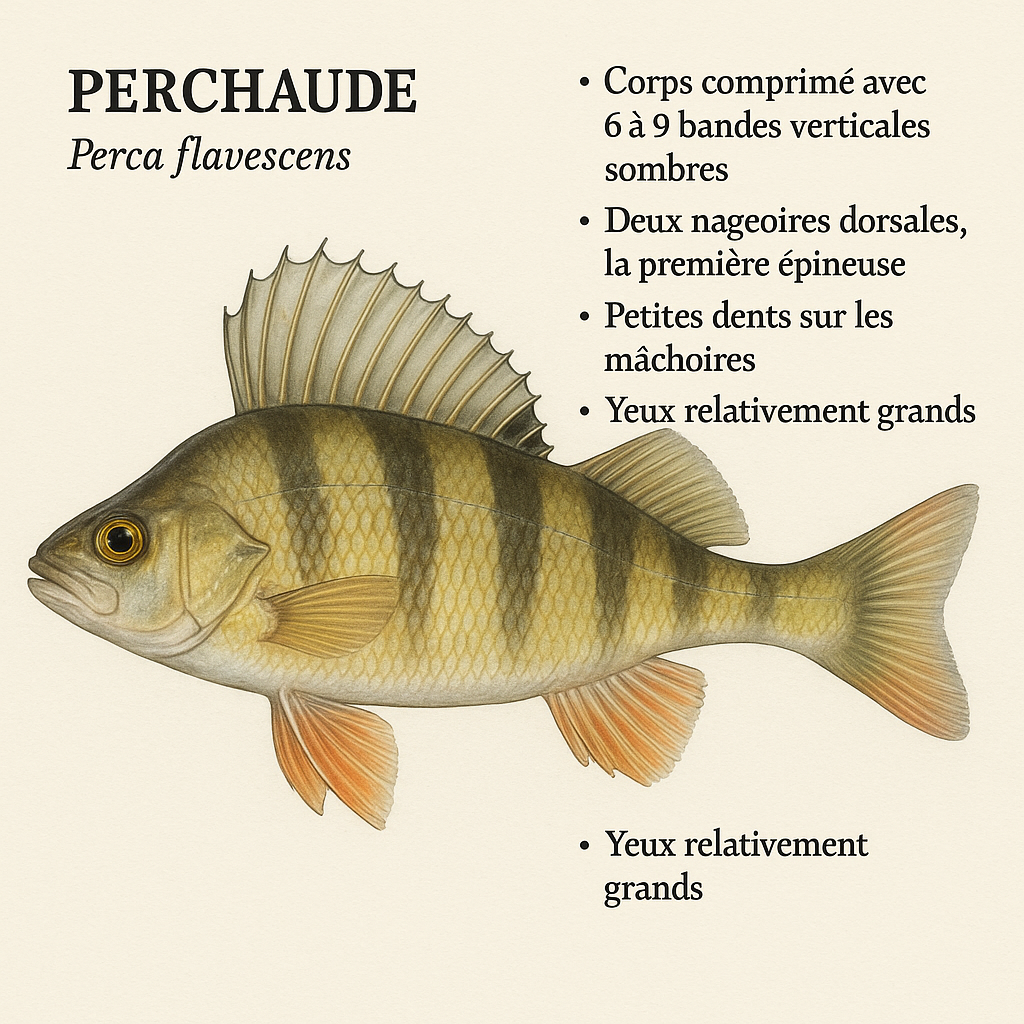 PERCHAUDE
Perca flavescens
• Corps comprimé avec
6 à 9 bandes verticales
sombres
• Deux nageoires dorsales,
la première épineuse
• Petites dents sur les
mâchoires
• Yeux relativement grands
• Yeux relativement
grands